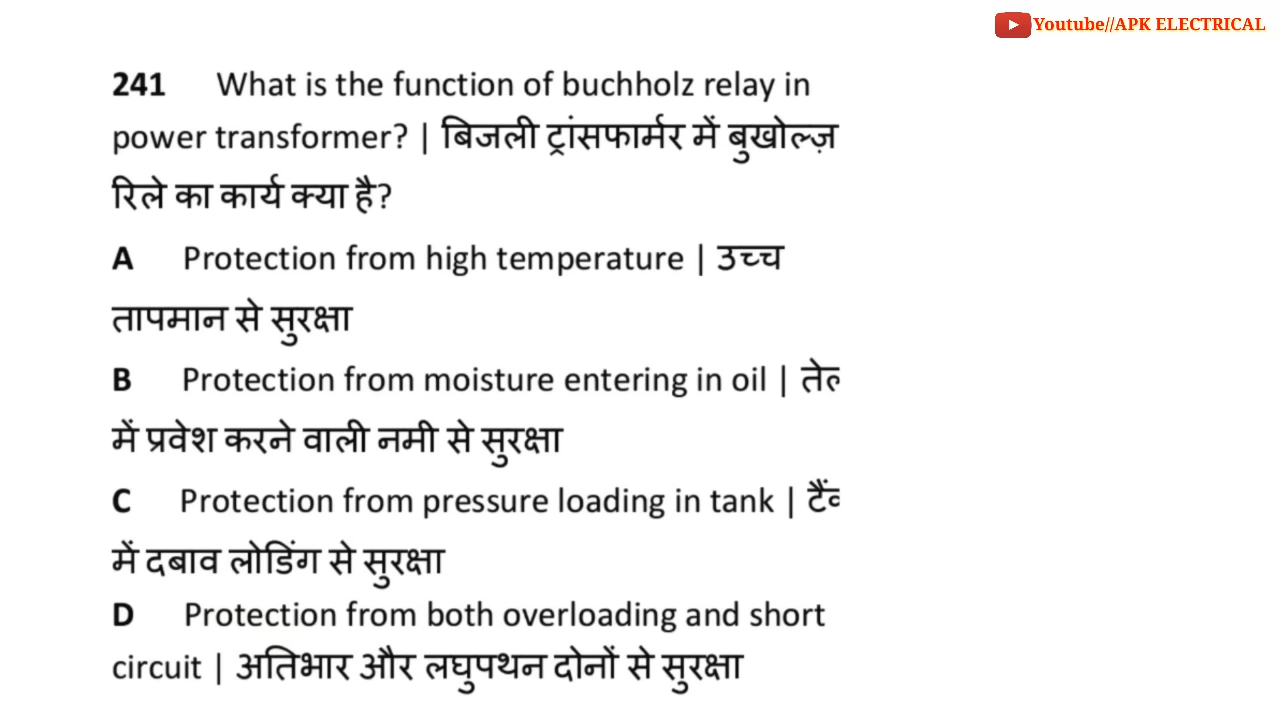 Youtube//APK ELECTRICAL
241 What is the function of buchholz relay in
power transformer? | बिजली ट्रांसफार्मर में बुखोल्ज़
रिले का कार्य क्या है?
A Protection from high temperature | उच्च
तापमान से सुरक्षा
B Protection from moisture entering in oil |
में प्रवेश करने वाली नमी से सुरक्षा
C Protection from pressure loading in tank |
में दबाव लोडिंग से सुरक्षा
D Protection from both overloading and short
circuit | अतिभार और लघुपथन दोनों से सुरक्षा